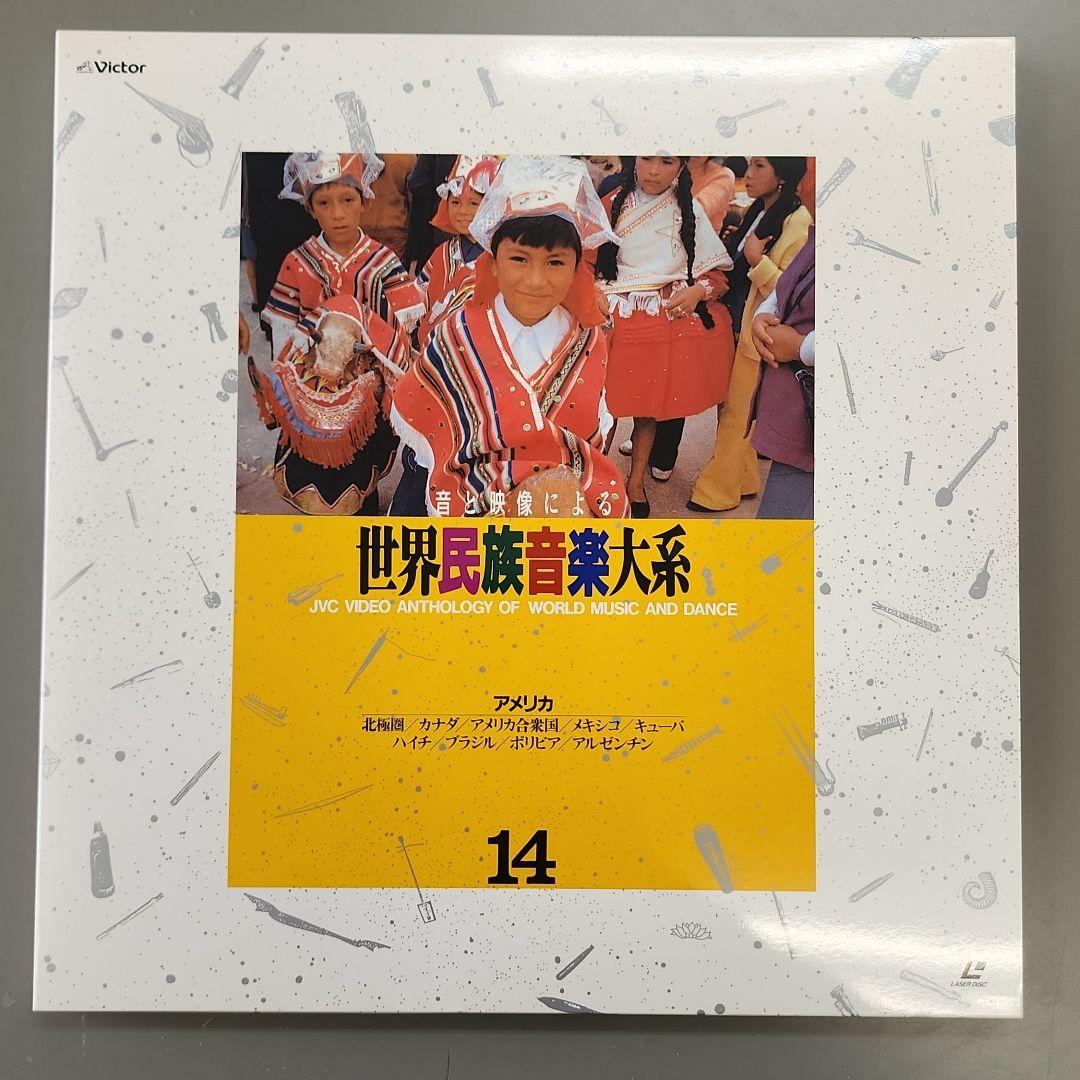 Victor
音と映像による
世界民族音楽大系
JVC VIDEO ANTHOLOGY OF WORLD MUSIC AND DANCE
アメリカ
北極圏/カナダ/アメリカ合衆国/メキシコ/キューバ
ハイチ/ブラジル/ボリビア/アルゼンチン
14
LASER DISC